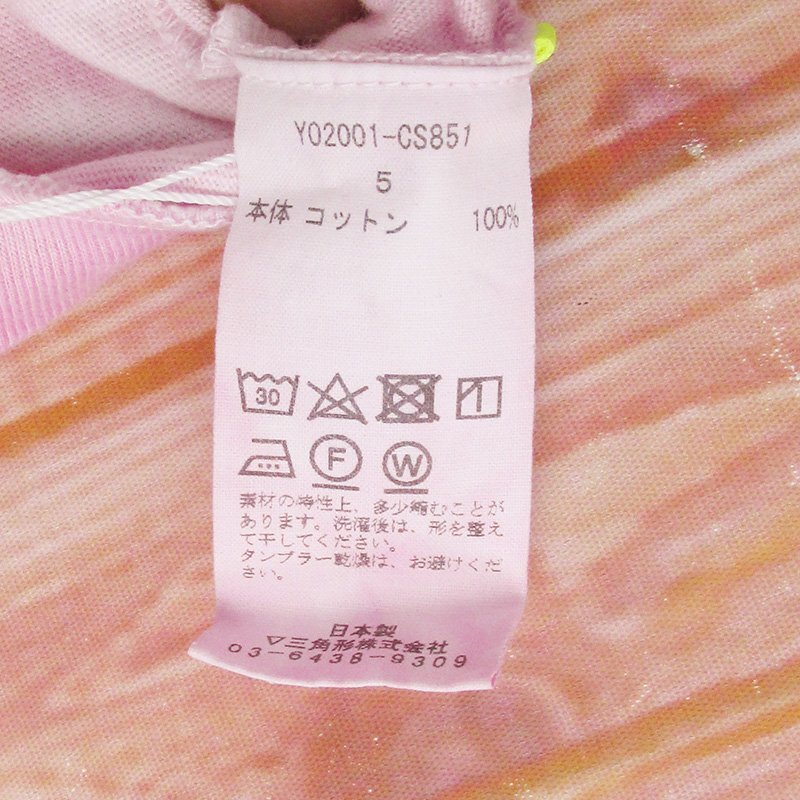 Y02001-CS851
5
本体 コットン 100%
30
F W
素材の特性上、多少縮むことが
あります。洗濯後は、形を整え
て干してください。
タンブラー乾燥は、お避けくだ
さい。
日本製
▽三角形株式会社
03-6438-9309